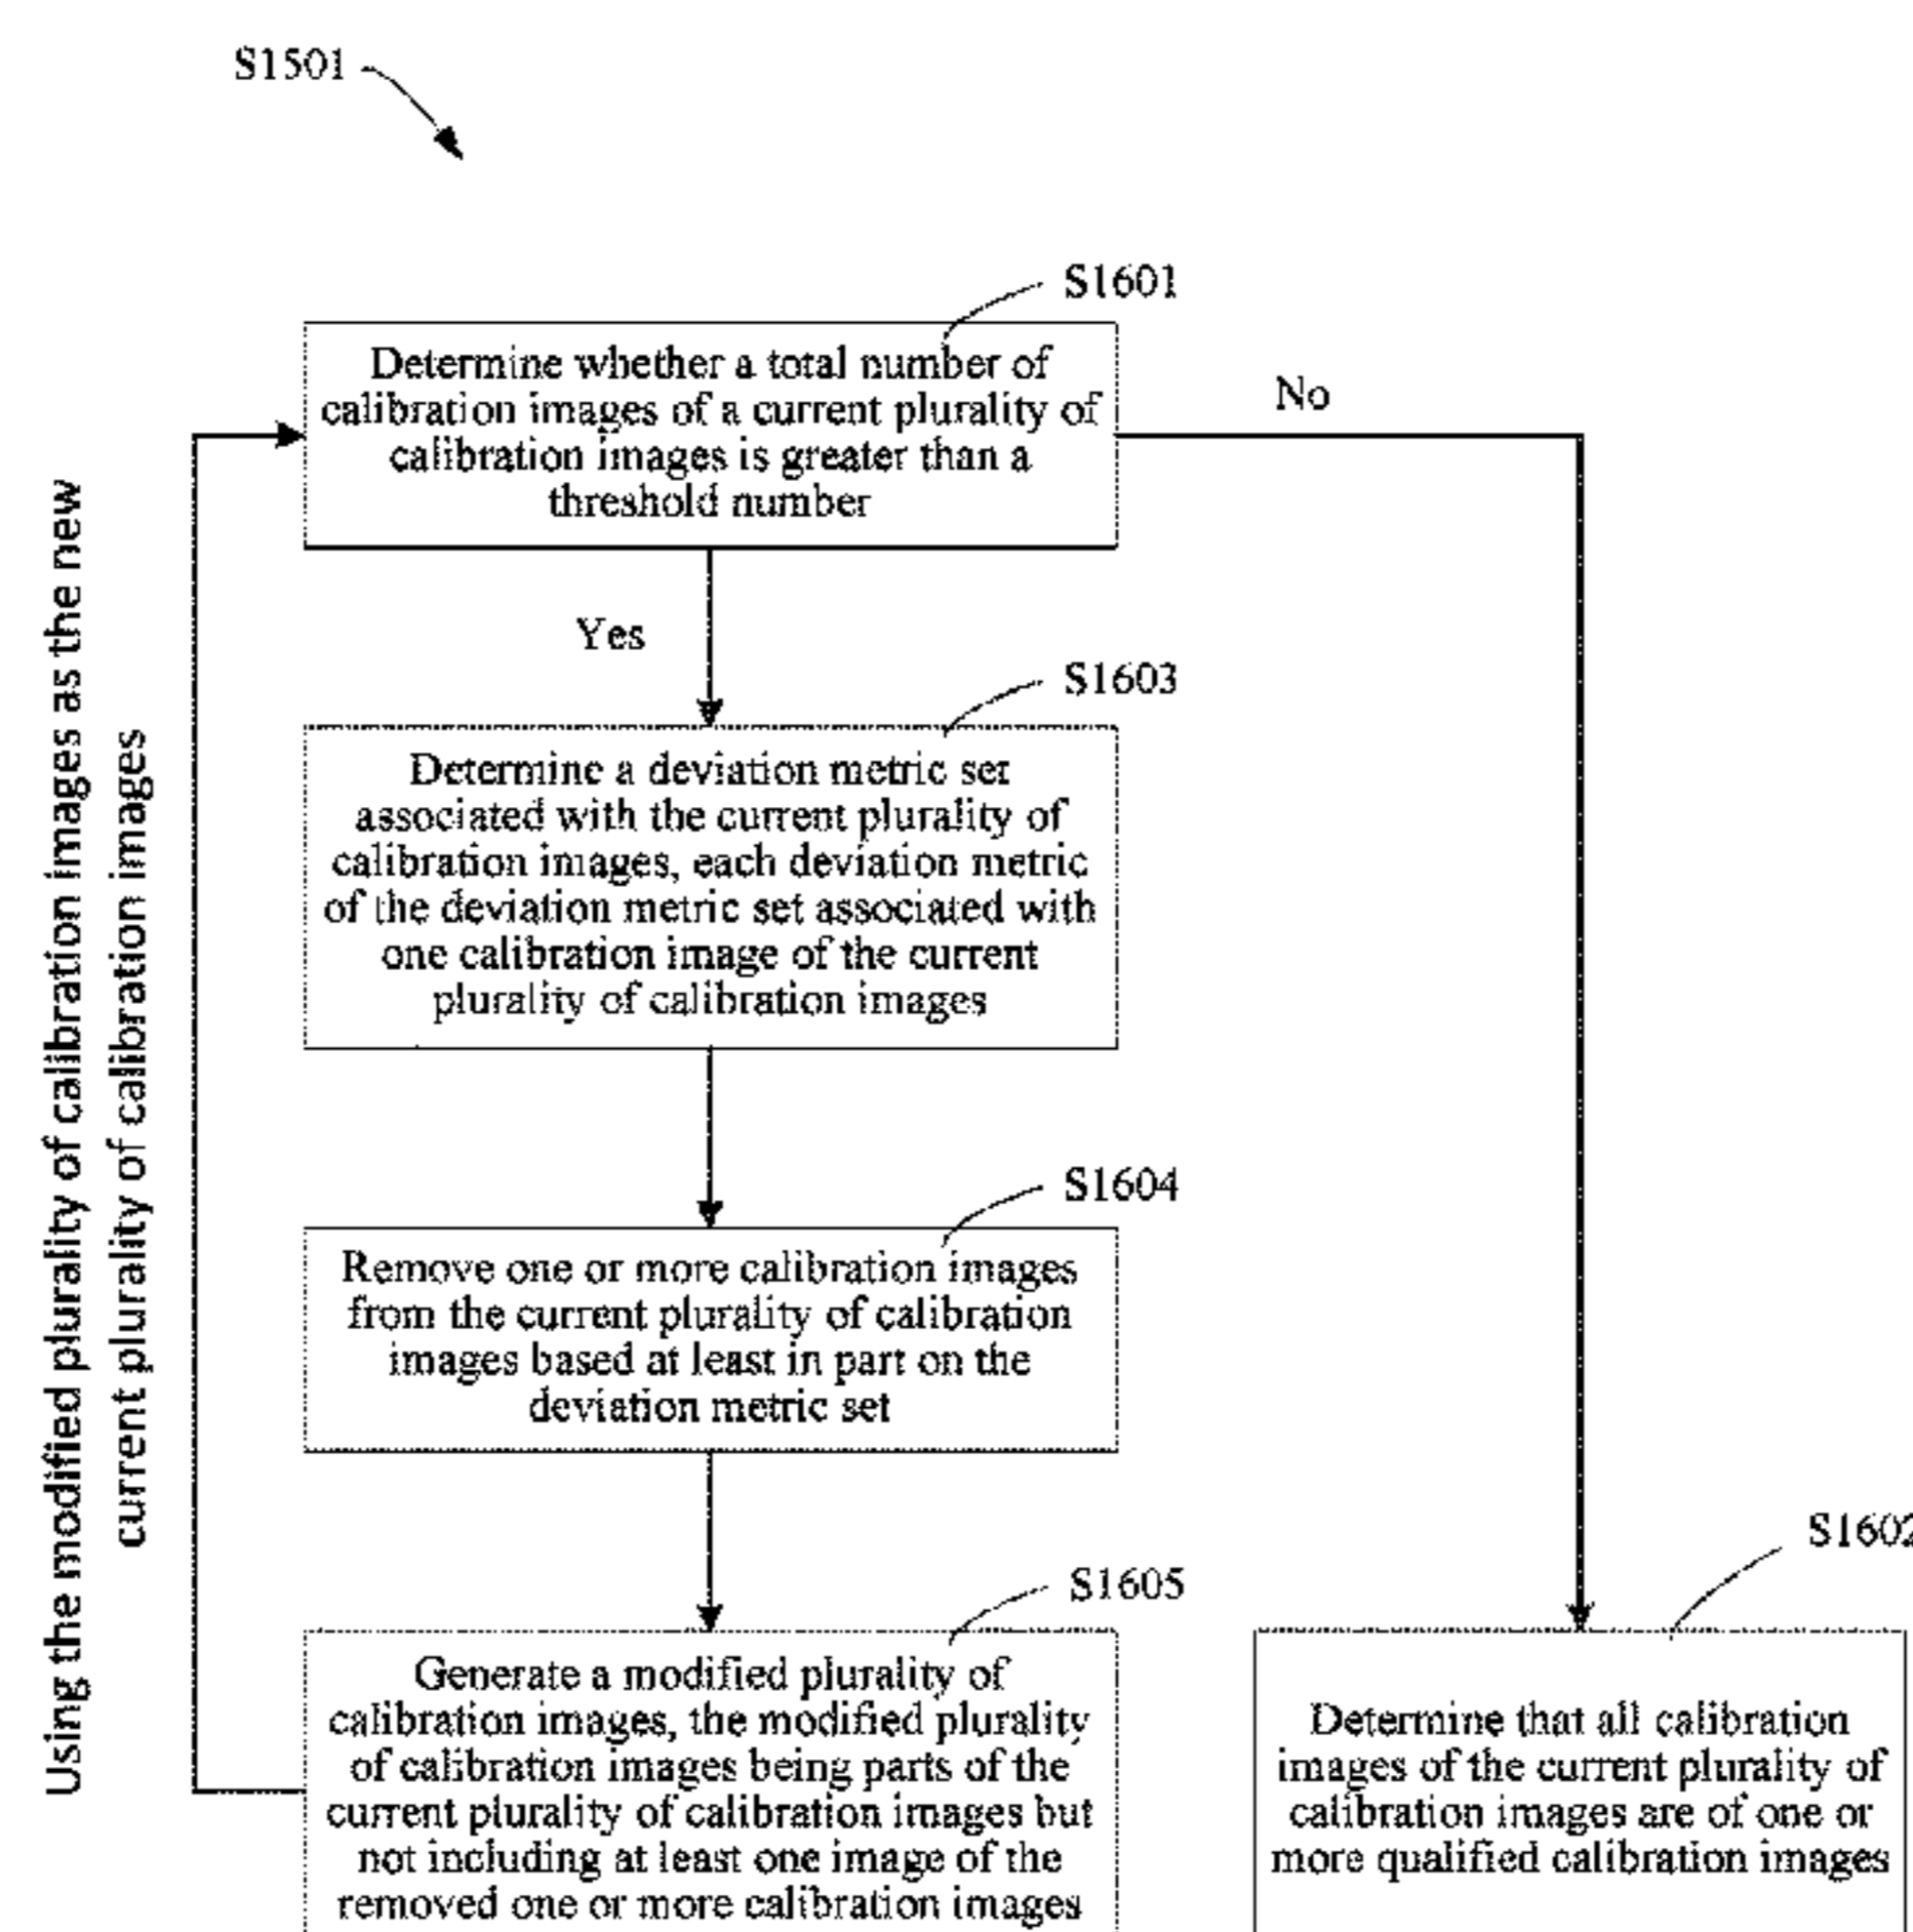 S1501
S1601
Determine whether a total number of
calibration images of a current plurality of
calibration images is greater than a
threshold number
No
Yes
S1603
Determine a deviation metric set
associated with the current plurality of
calibration images, each deviation metric
of the deviation metric set associated with
one calibration image of the current
plurality of calibration images
S1604
Remove one or more calibration images
from the current plurality of calibration
images based at least in part on the
deviation metric set
S1605
Generate a modified plurality of
calibration images, the modified plurality
of calibration images being parts of the
current plurality of calibration images but
not including at least one image of the
removed one or more calibration images
S1602
Determine that all calibration
images of the current plurality of
calibration images are of one or
more qualified calibration images
Using the modified plurality of calibration images as the new
current plurality of calibration images